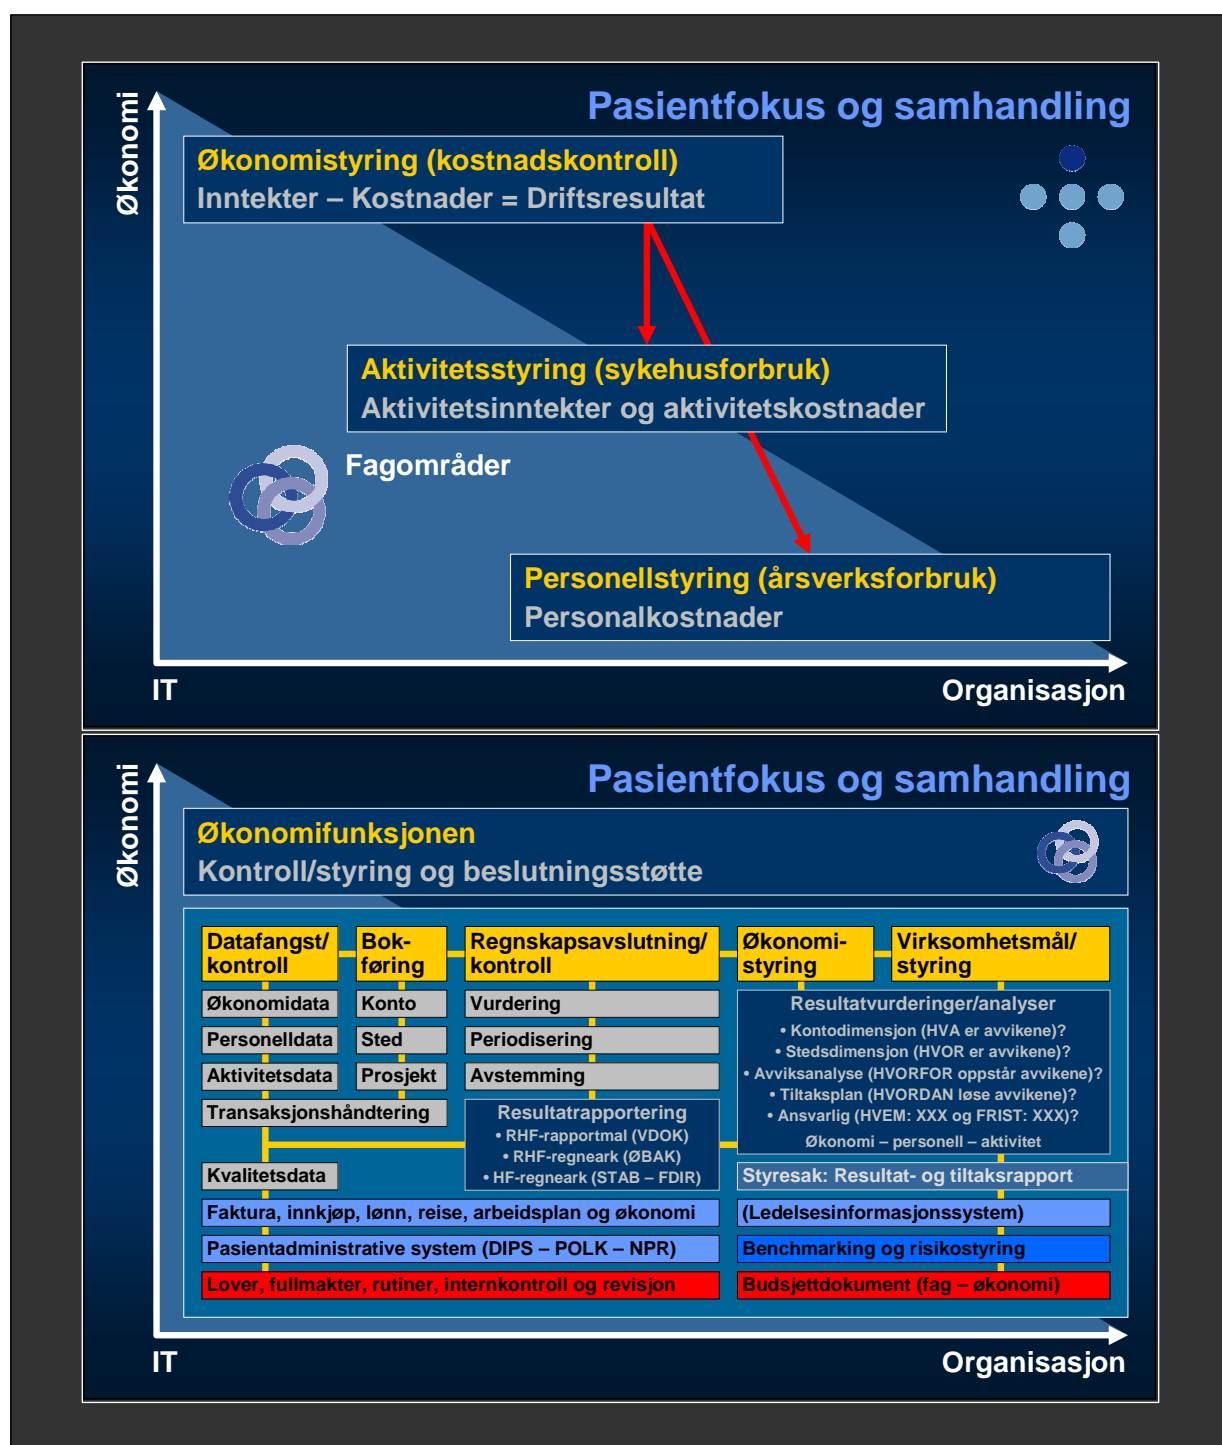 Økonomi
Pasientfokus og samhandling
Økonomistyring (kostnadskontroll)
Inntekter – Kostnader = Driftsresultat
Aktivitetsstyring (sykehusforbruk)
Aktivitetsinntekter og aktivitetskostnader
Fagområder
Personellstyring (årsverksforbruk)
Personalkostnader
IT
Organisasjon
Økonomi
Pasientfokus og samhandling
Økonomifunksjonen
Kontroll/styring og beslutningsstøtte
Datafangst/
kontroll
Bok-
føring
Regnskapsavslutning/
kontroll
Økonomi-
styring
Virksomhetsmål/
styring
Økonomidata
Konto
Vurdering
Personelldata
Sted
Periodisering
Aktivitetsdata
Prosjekt
Avstemming
Transaksjonshåndtering
Resultatrapportering
• RHF-rapportmal (VDOK)
• RHF-regneark (ØBAK)
• HF-regneark (STAB – FDIR)
Resultatvurderinger/analyser
• Kontodimensjon (HVA er avvikene)?
• Stedsdimensjon (HVOR er avvikene)?
• Avviksanalyse (HVORFOR oppstår avvikene)?
• Tiltaksplan (HVORDAN løse avvikene)?
• Ansvarlig (HVEM: XXX og FRIST: XXX)?
Økonomi – personell – aktivitet
Kvalitetsdata
Styresak: Resultat- og tiltaksrapport
Faktura, innkjøp, lønn, reise, arbeidsplan og økonomi
(Ledelsesinformasjonssystem)
Pasientadministrative system (DIPS – POLK – NPR)
Benchmarking og risikostyring
Lover, fullmakter, rutiner, internkontroll og revisjon
Budsjettdokument (fag – økonomi)
IT
Organisasjon